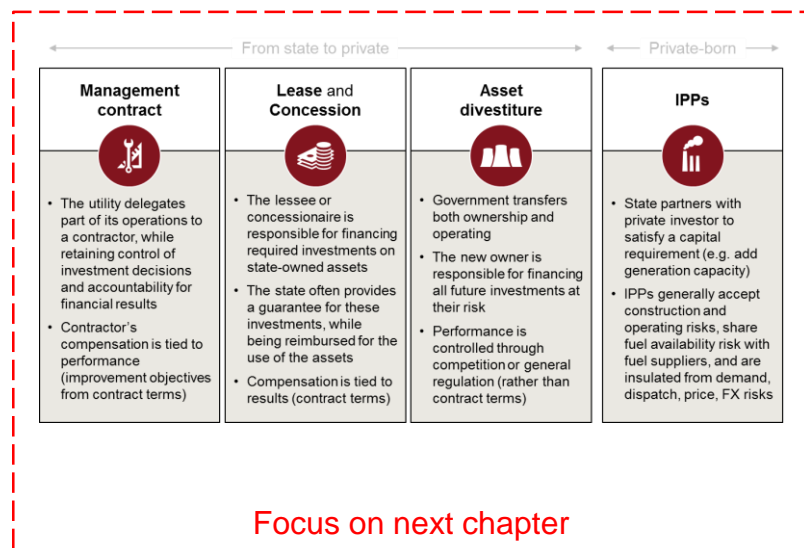 From state to private
Private-born
Management
contract
• The utility delegates
part of its operations to
a contractor, while
retaining control of
investment decisions
and accountability for
financial results
• Contractor's
compensation is tied to
performance
(improvement objectives
from contract terms)
Lease and
Concession
• The lessee or
concessionaire is
responsible for financing
required investments on
state-owned assets
• The state often provides
a guarantee for these
investments, while
being reimbursed for the
use of the assets
• Compensation is tied to
results (contract terms)
Asset
divestiture
• Government transfers
both ownership and
operating
• The new owner is
responsible for financing
all future investments at
their risk
• Performance is
controlled through
competition or general
regulation (rather than
contract terms)
IPPs
• State partners with
private investor to
satisfy a capital
requirement (e.g. add
generation capacity)
• IPPs generally accept
construction and
operating risks, share
fuel availability risk with
fuel suppliers, and are
insulated from demand,
dispatch, price, FX risks
Focus on next chapter